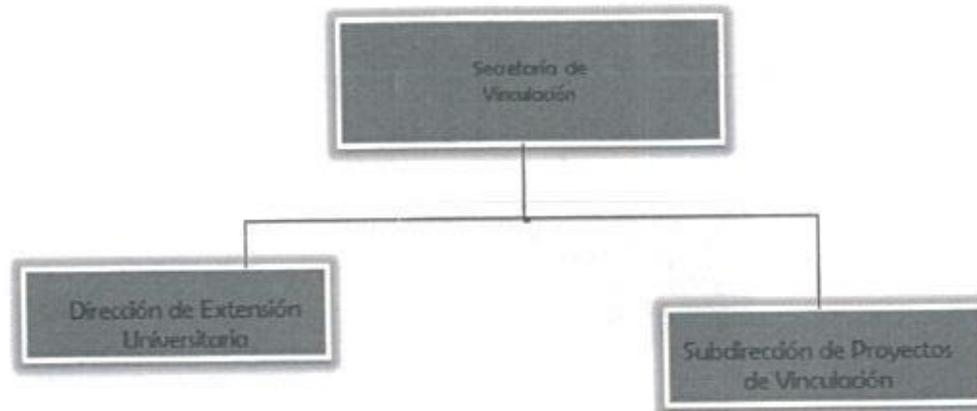 Secretaría de
Vinculación
Dirección de Extensión
Universitaria
Subdirección de Proyectos
de Vinculación